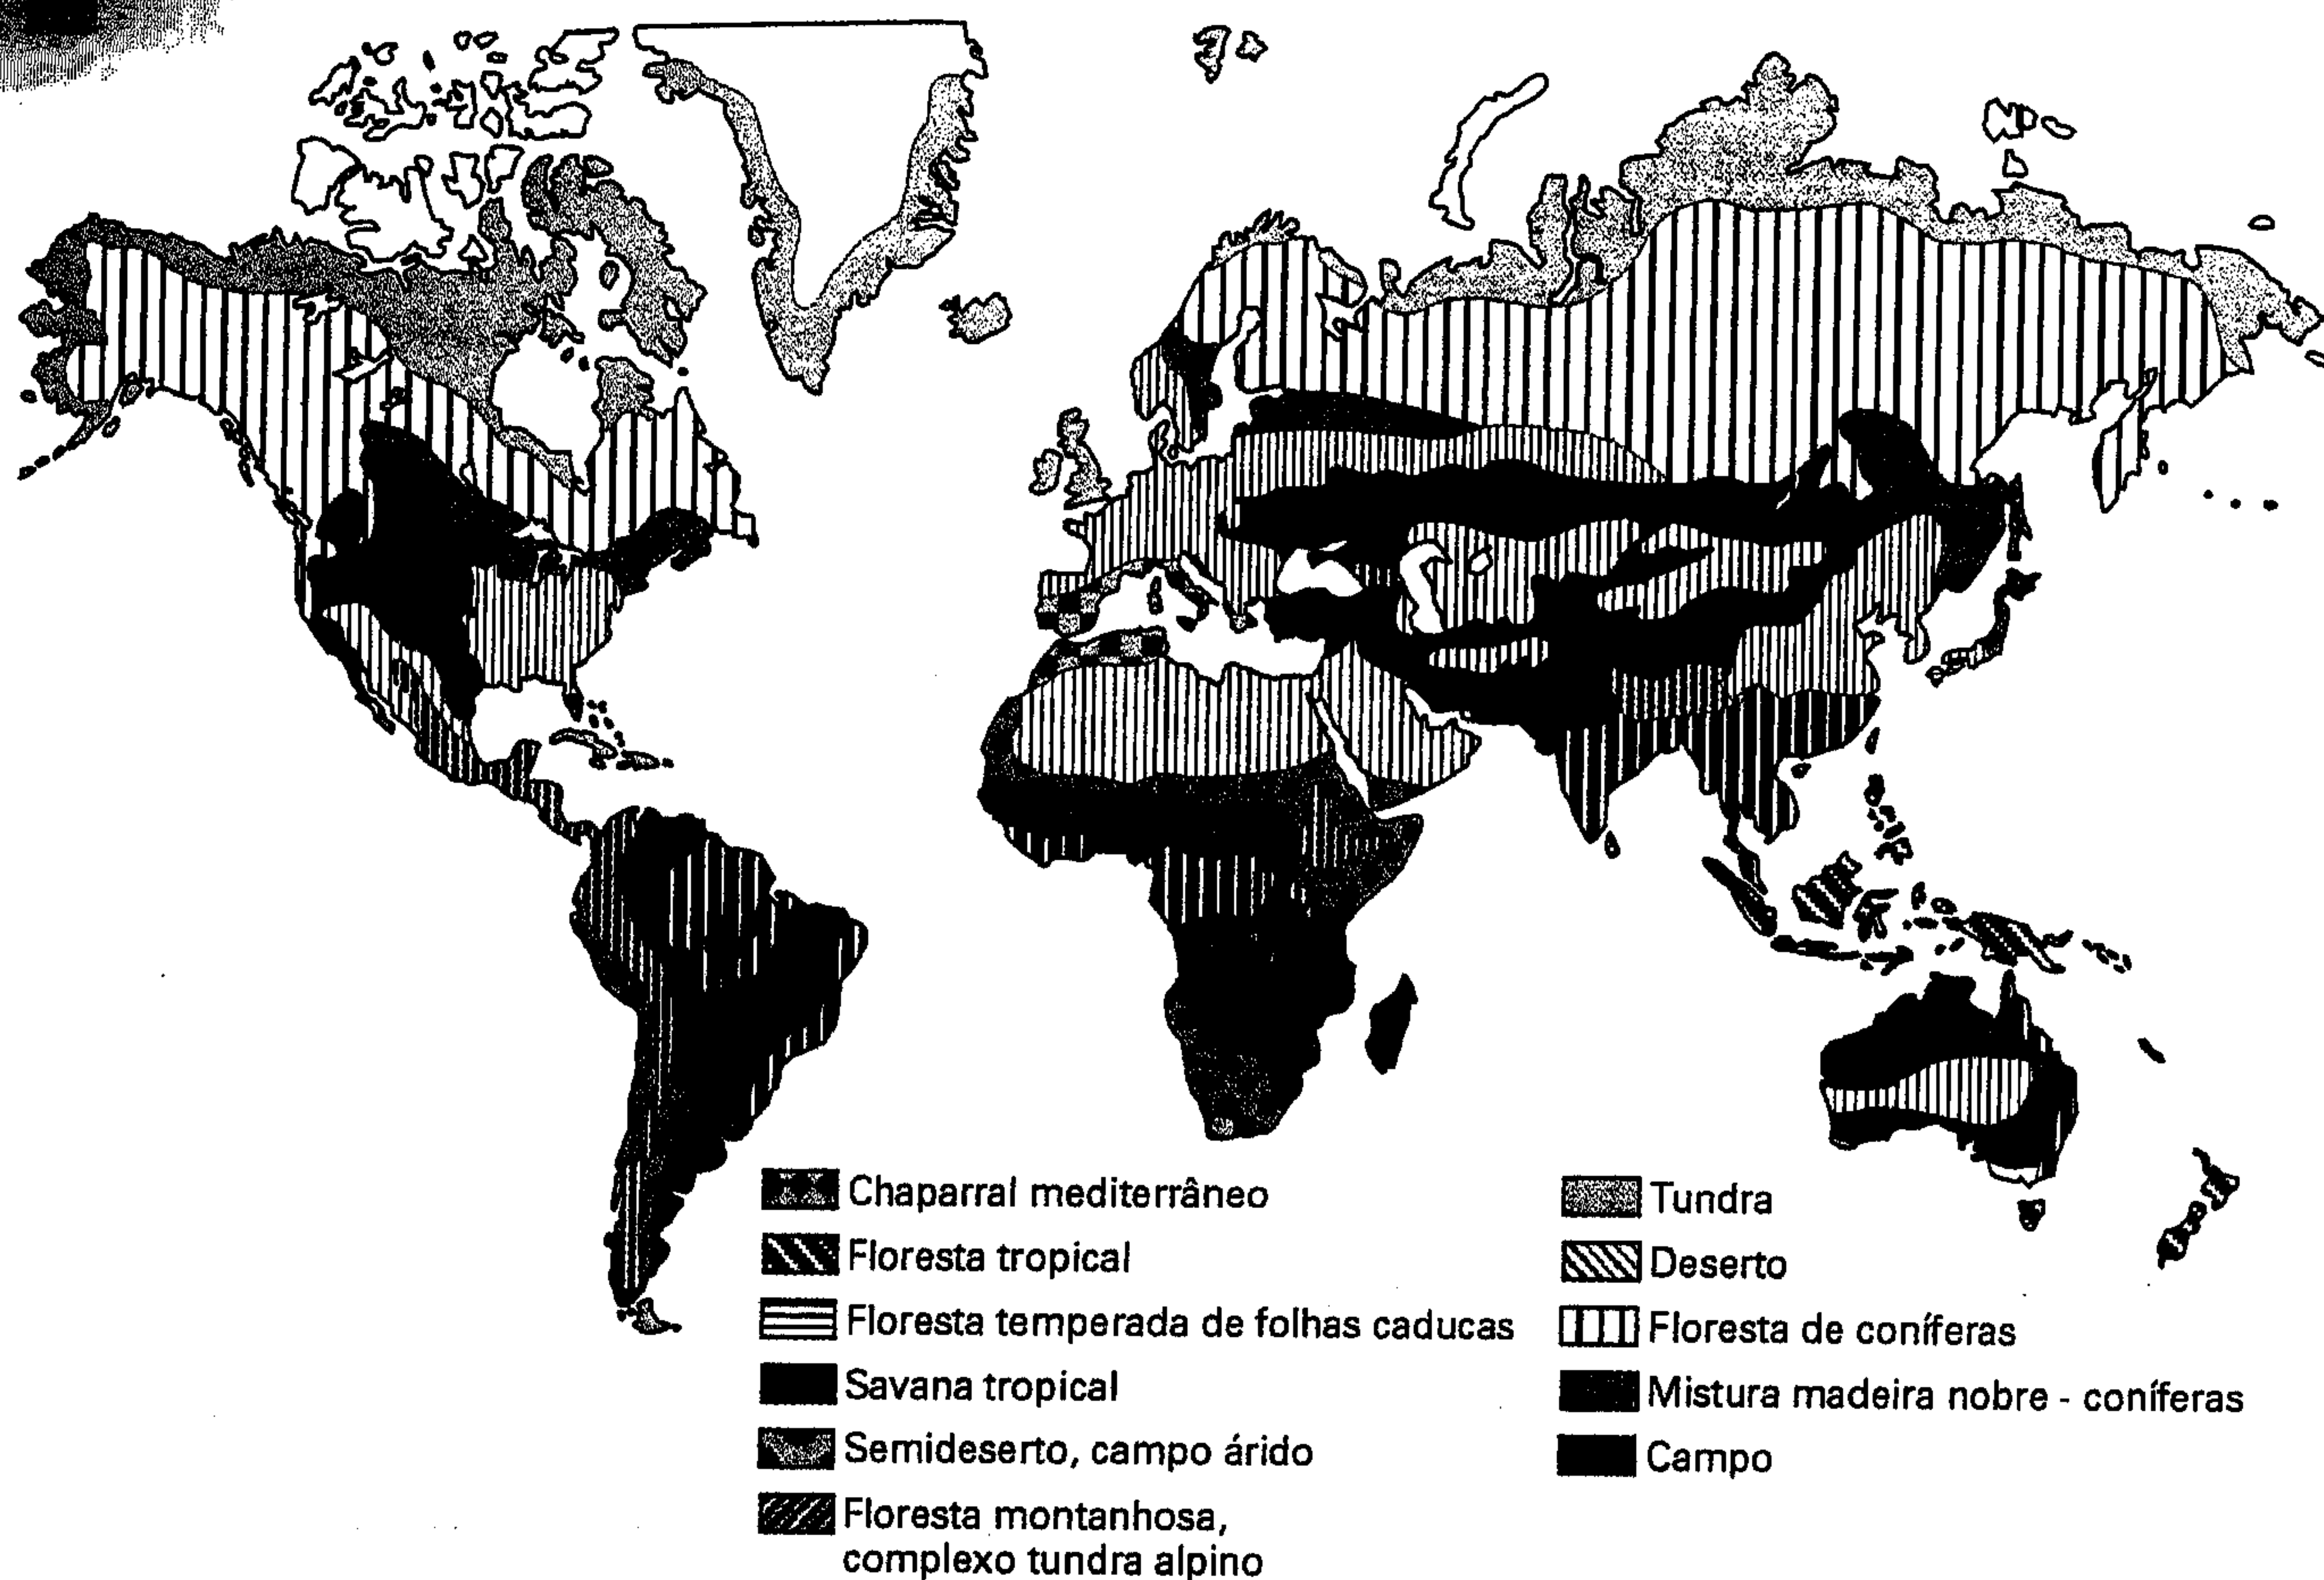 Chaparral mediterrâneo
Floresta tropical
Floresta temperada de folhas caducas
Savana tropical
Semideserto, campo árido
Floresta montanhosa,
complexo tundra alpino
Tundra
Deserto
Floresta de coníferas
Mistura madeira nobre - coníferas
Campo